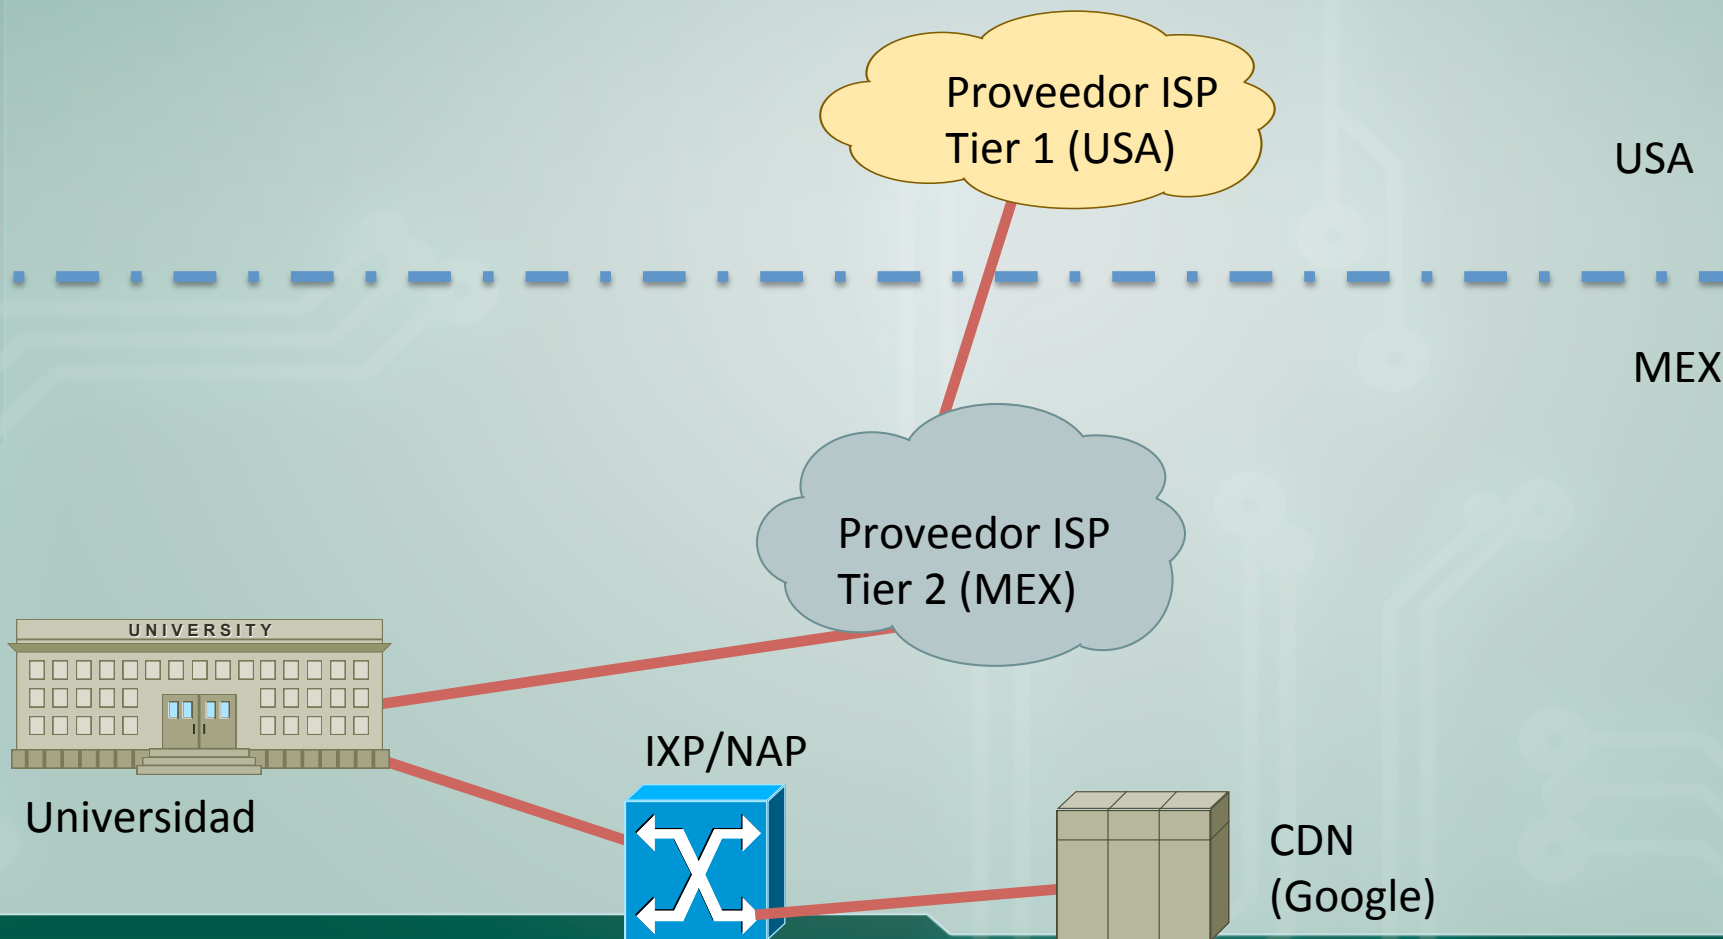 Proveedor ISP
Tier 1 (USA)
USA
MEX
Proveedor ISP
Tier 2 (MEX)
UNIVERSITY
Universidad
IXP/NAP
CDN
(Google)